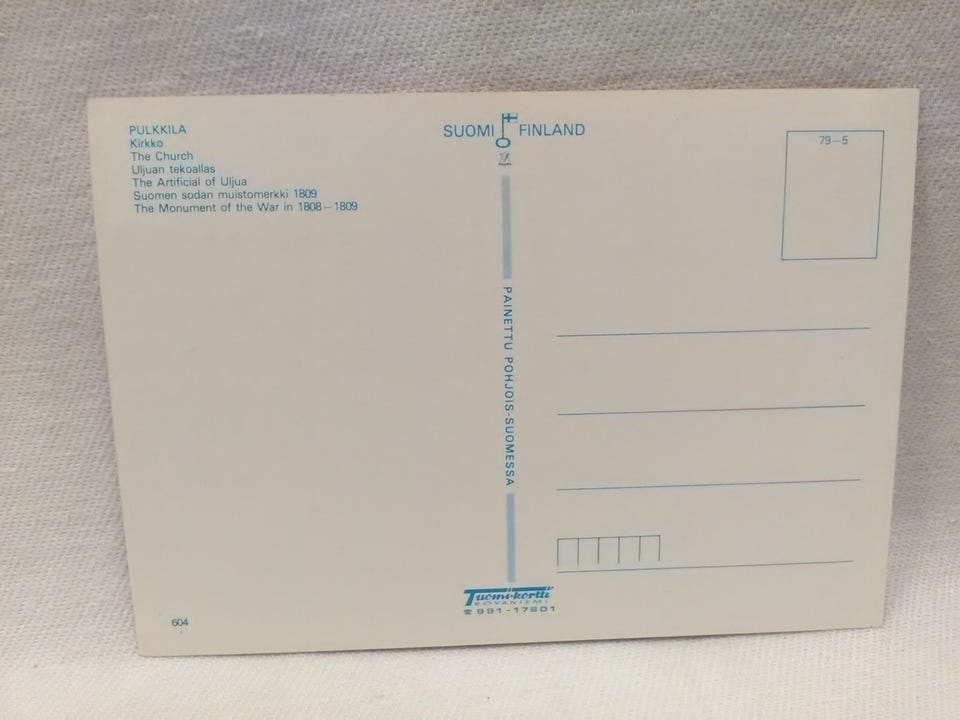 PULKKILA
Kirkko
The Church
Uljuan tekoallas
The Artificial of Uljua
Suomen sodan muistomerkki 1809
The Monument of the War in 1808—1809
SUOMI FINLAND
79—5
PAINETTU POHJOIS-SUOMESSA
Tuomi-kortti
ROVANIEMI
☎ 991-17601
604